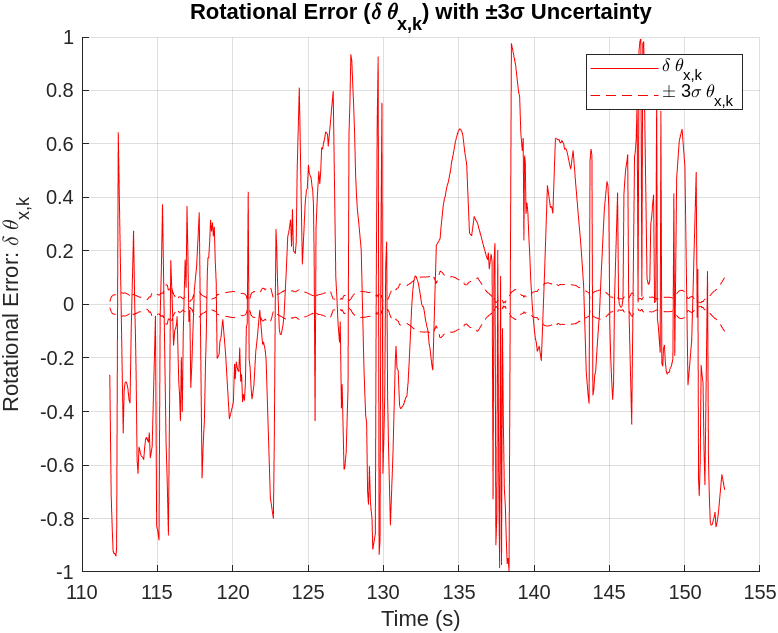 Rotational Error (δ θx,k) with ±3σ Uncertainty
δ θx,k
± 3σ θx,k
Rotational Error: δ θx,k
1
0.8
0.6
0.4
0.2
0
-0.2
-0.4
-0.6
-0.8
-1
110 115 120 125 130 135 140 145 150 155
Time (s)